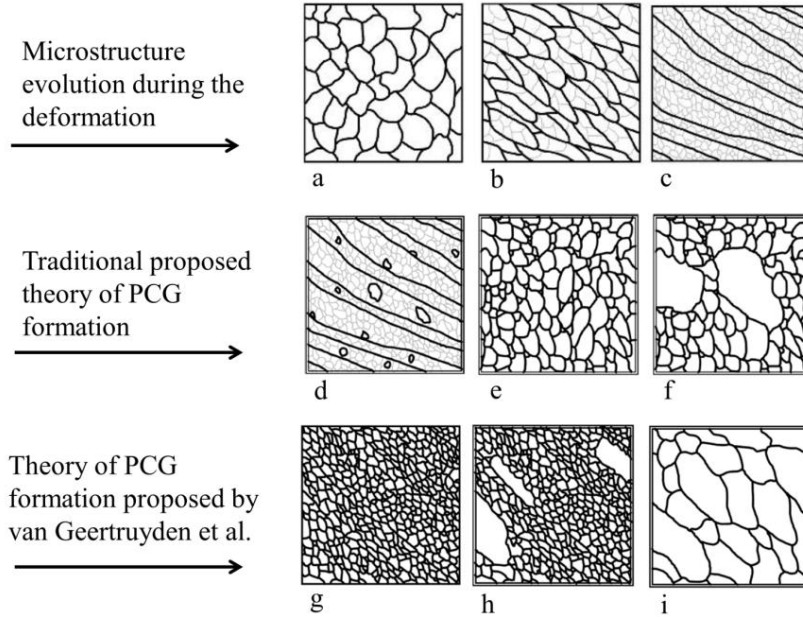 Microstructure
evolution during the
deformation
a
b
c
Traditional proposed
theory of PCG
formation
d
e
f
Theory of PCG
formation proposed by
van Geertruyden et al.
g
h
i